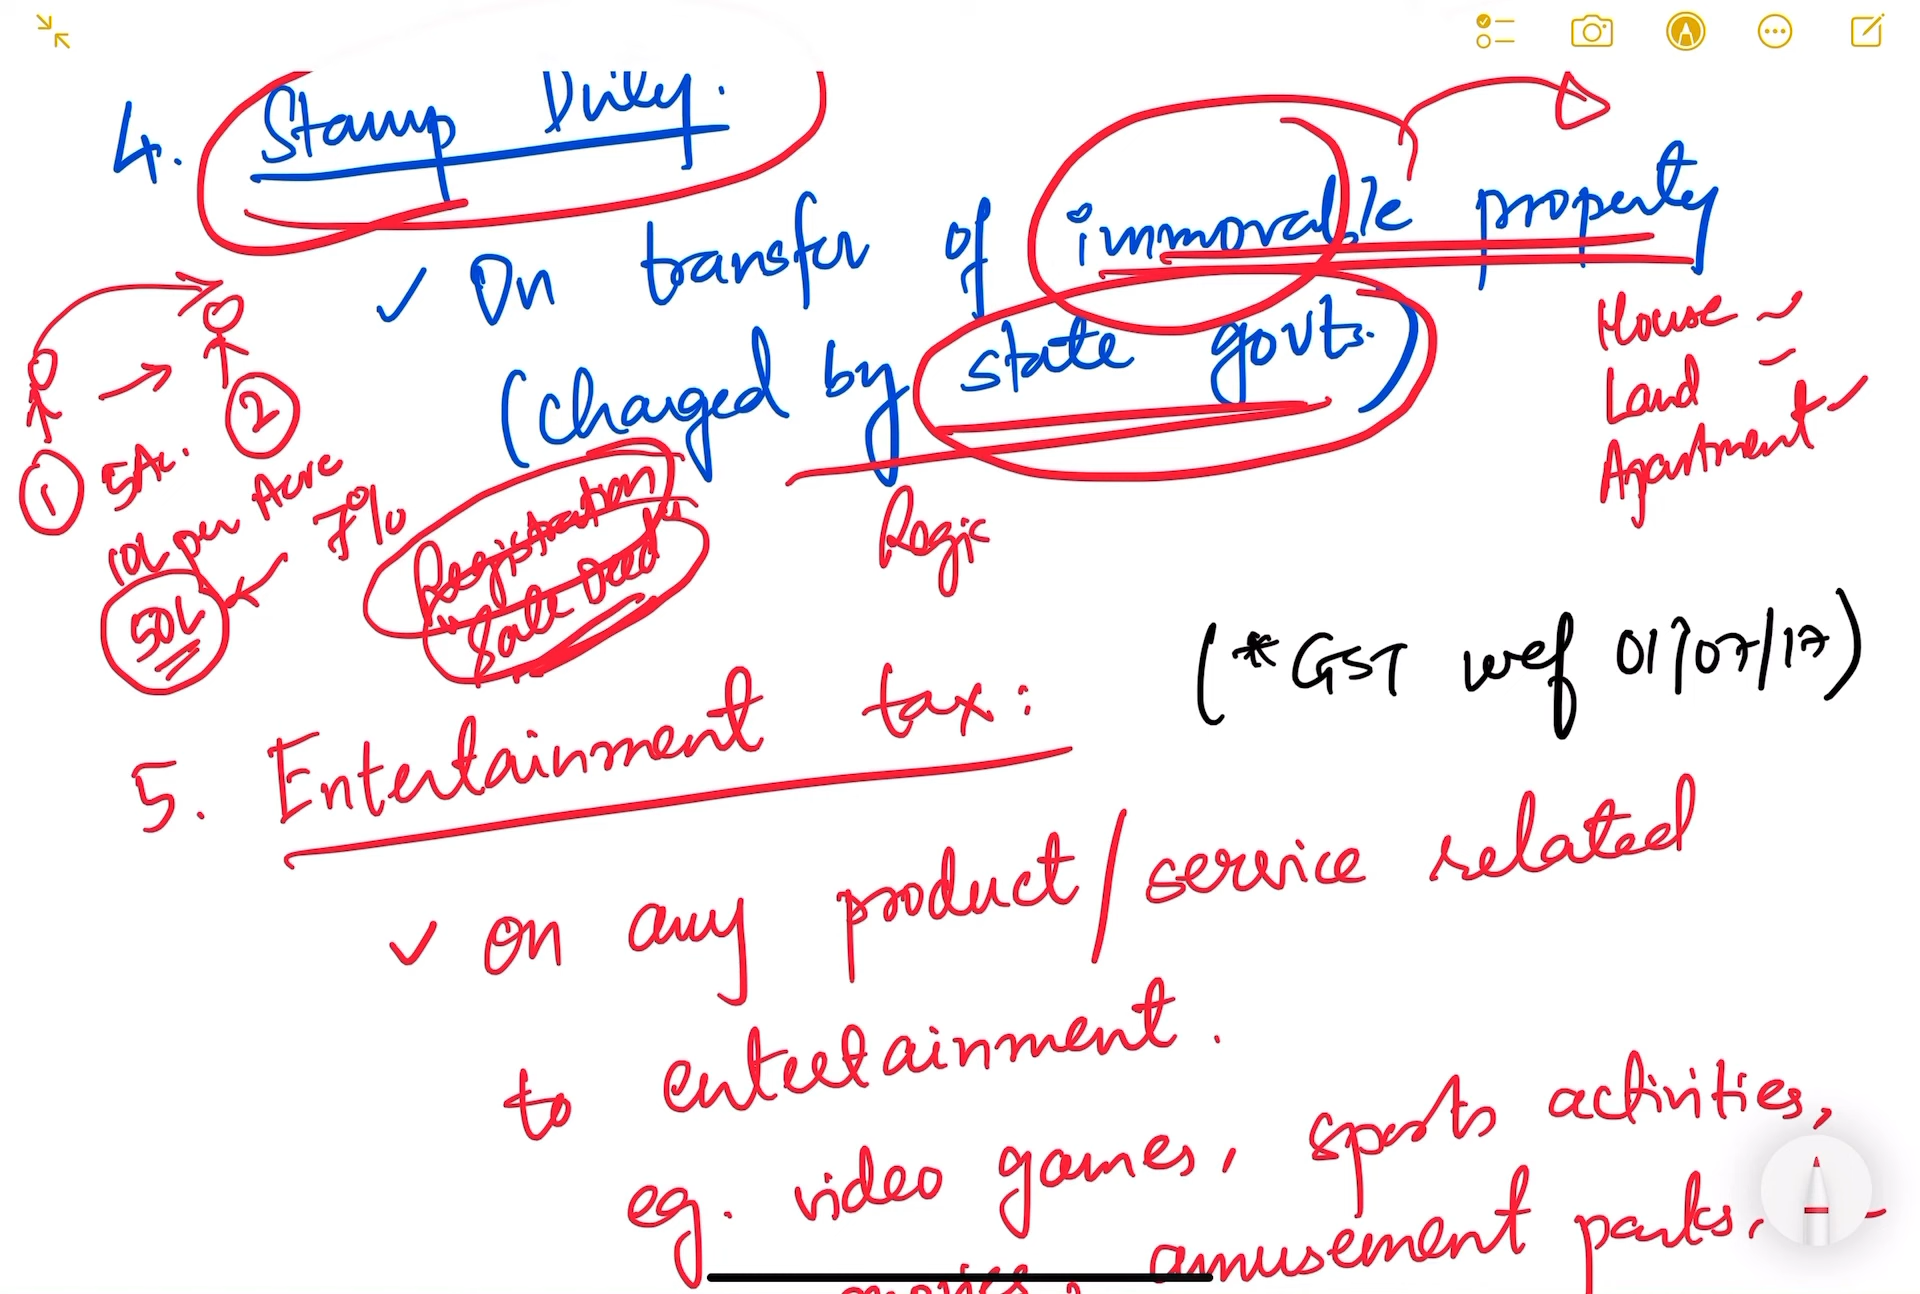 4. Stamp Duty.
✓ On transfer of immovable property
(Charged by state govts.)
House
Land
Apartment
1
2
5Ac.
10L per Acre
50L
7%
Registration
"Sale Deed"
Regis
(*GST wef 01/07/17)
5. Entertainment tax:
✓ on any product/service related
to entertainment.
eg. video games, sports activities,
movies, amusement parks,